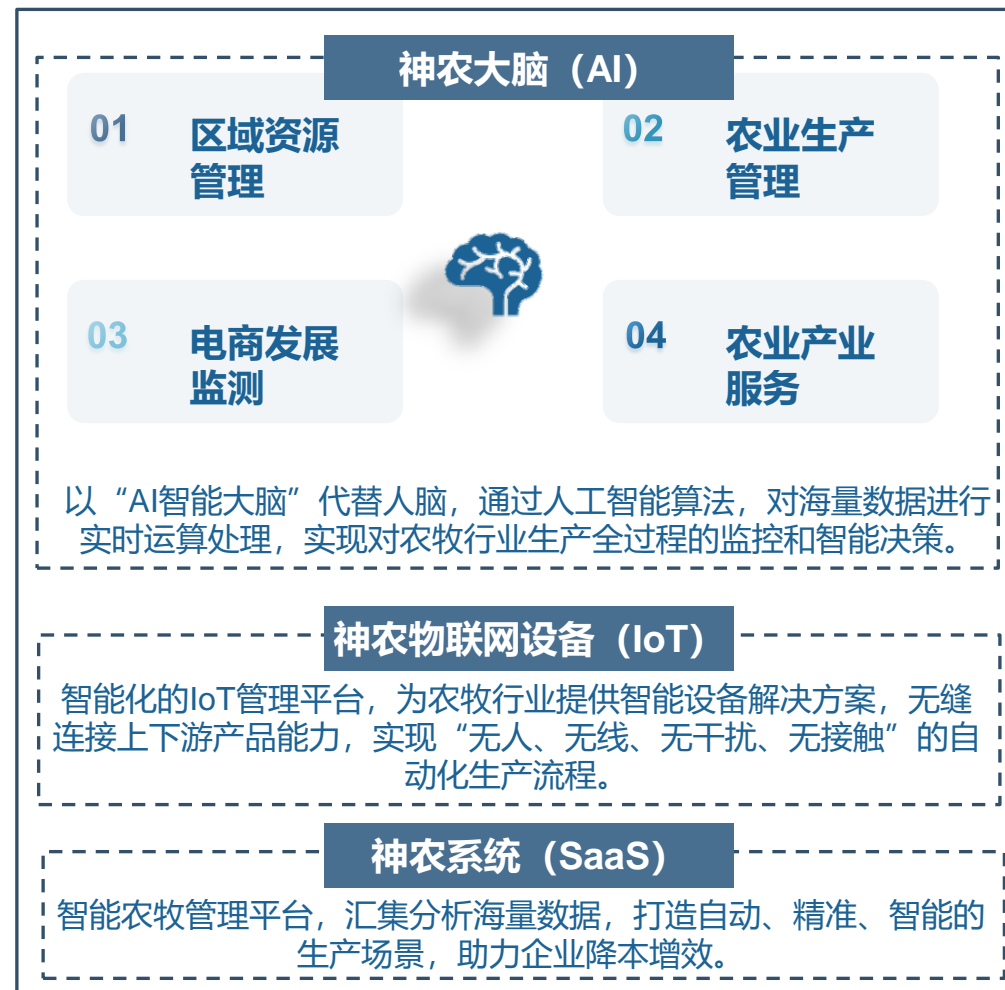 神农大脑（AI）
01
区域资源
管理
02
农业生产
管理
03
电商发展
监测
04
农业产业
服务
以“AI智能大脑”代替人脑，通过人工智能算法，对海量数据进行
实时运算处理，实现对农牧行业生产全过程的监控和智能决策。
神农物联网设备（IoT）
智能化的IoT管理平台，为农牧行业提供智能设备解决方案，无缝
连接上下游产品能力，实现“无人、无线、无干扰、无接触”的自
动化生产流程。
神农系统（SaaS）
智能农牧管理平台，汇集分析海量数据，打造自动、精准、智能的
生产场景，助力企业降本增效。